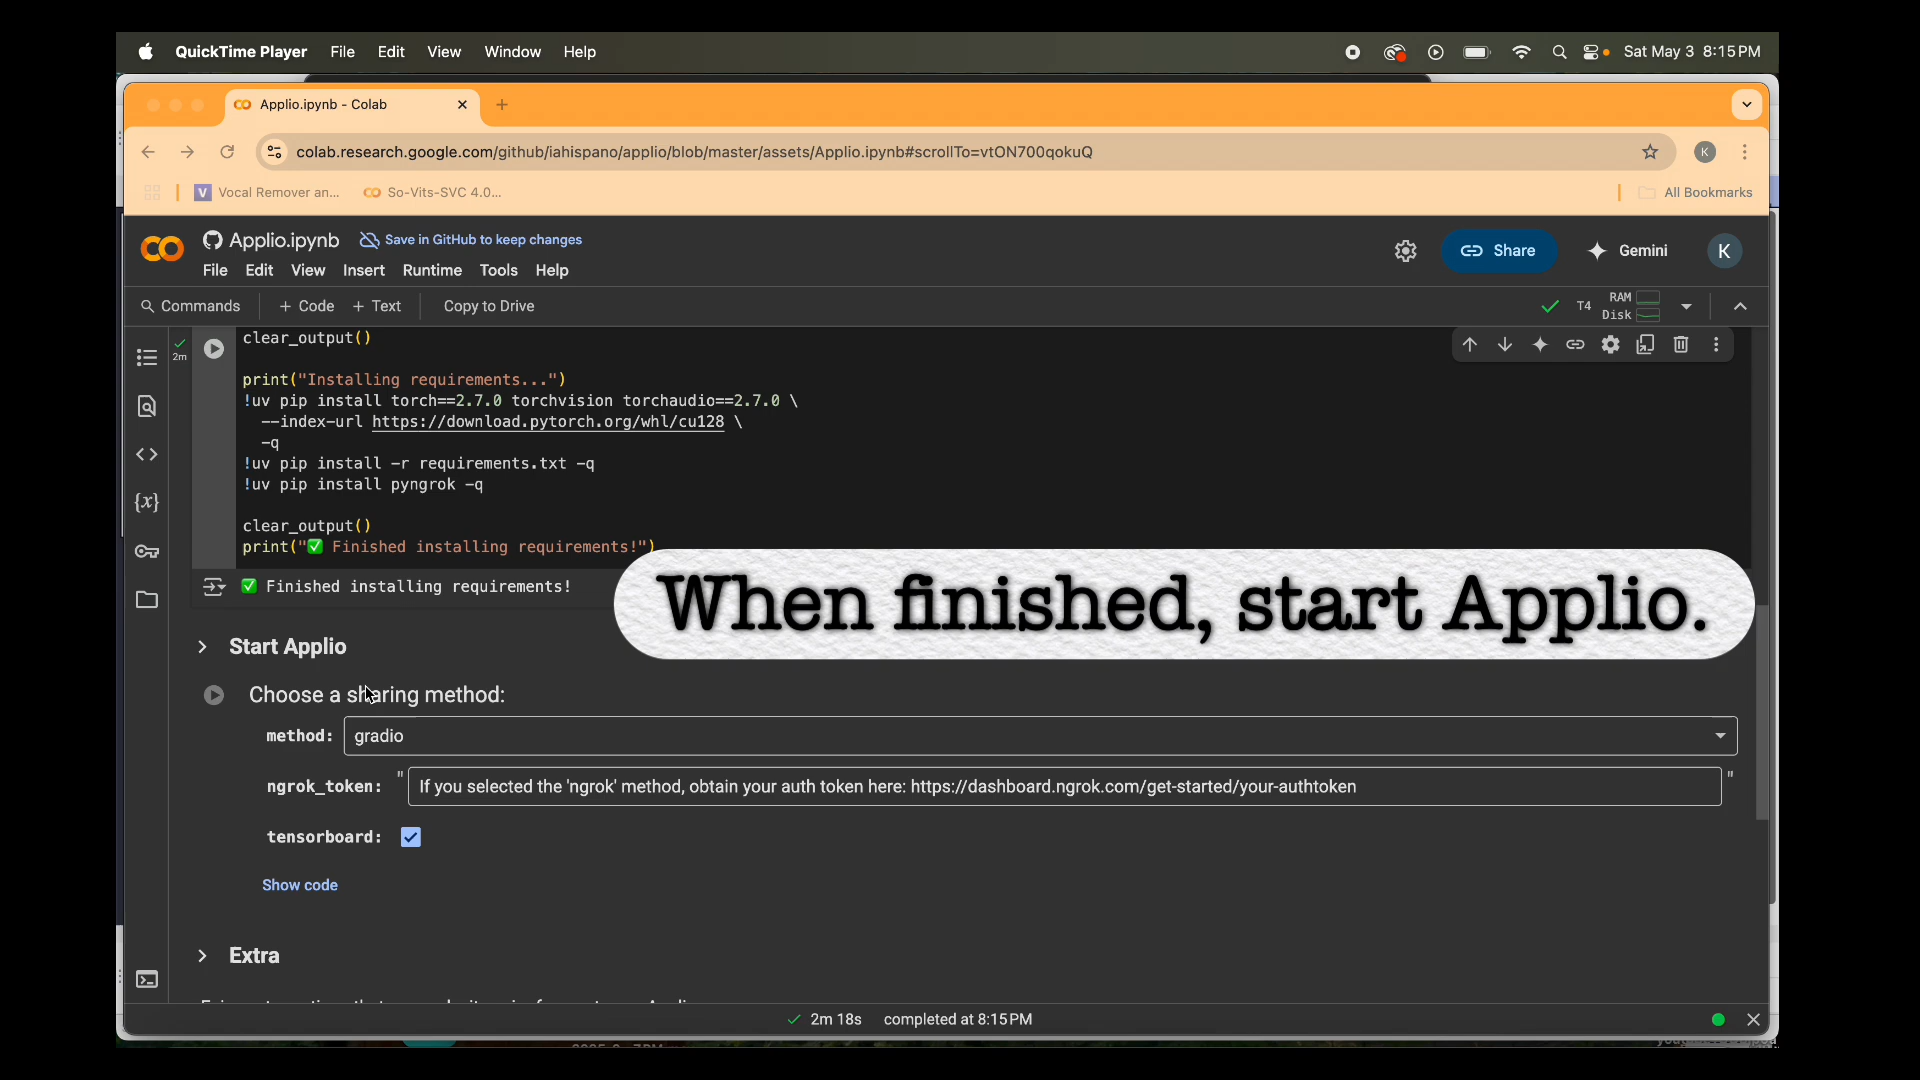 QuickTime Player File Edit View Window Help Sat May 3 8:15 PM
Applio.ipynb - Colab
colab.research.google.com/github/iahispano/applio/blob/master/assets/Applio.ipynb#scrollTo=vtON700qokuQ K
V Vocal Remover an... So-Vits-SVC 4.0... All Bookmarks
Applio.ipynb Save in GitHub to keep changes
Share Gemini K
File Edit View Insert Runtime Tools Help
Commands + Code + Text Copy to Drive T4 RAM
Disk
2m
clear_output()
print("Installing requirements...")
!uv pip install torch==2.7.0 torchvision torchaudio==2.7.0 \
--index-url https://download.pytorch.org/whl/cu128 \
-q
!uv pip install -r requirements.txt -q
!uv pip install pyngrok -q
clear_output()
print("✅ Finished installing requirements!")
✅ Finished installing requirements!
When finished, start Applio.
Start Applio
Choose a sharing method:
method: gradio
ngrok_token: " If you selected the 'ngrok' method, obtain your auth token here: https://dashboard.ngrok.com/get-started/your-authtoken "
tensorboard:
Show code
Extra
2m 18s completed at 8:15 PM